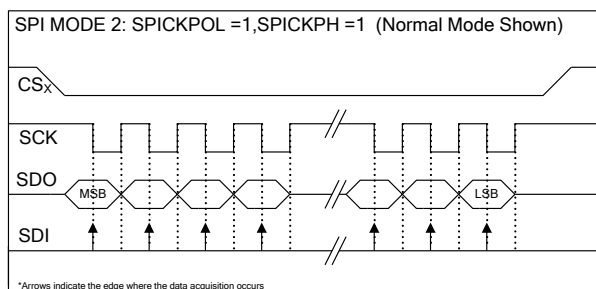 SPI MODE 2: SPICKPOL =1,SPICKPH =1 (Normal Mode Shown)
CSX
SCK
SDO
MSB
LSB
SDI
*Arrows indicate the edge where the data acquisition occurs